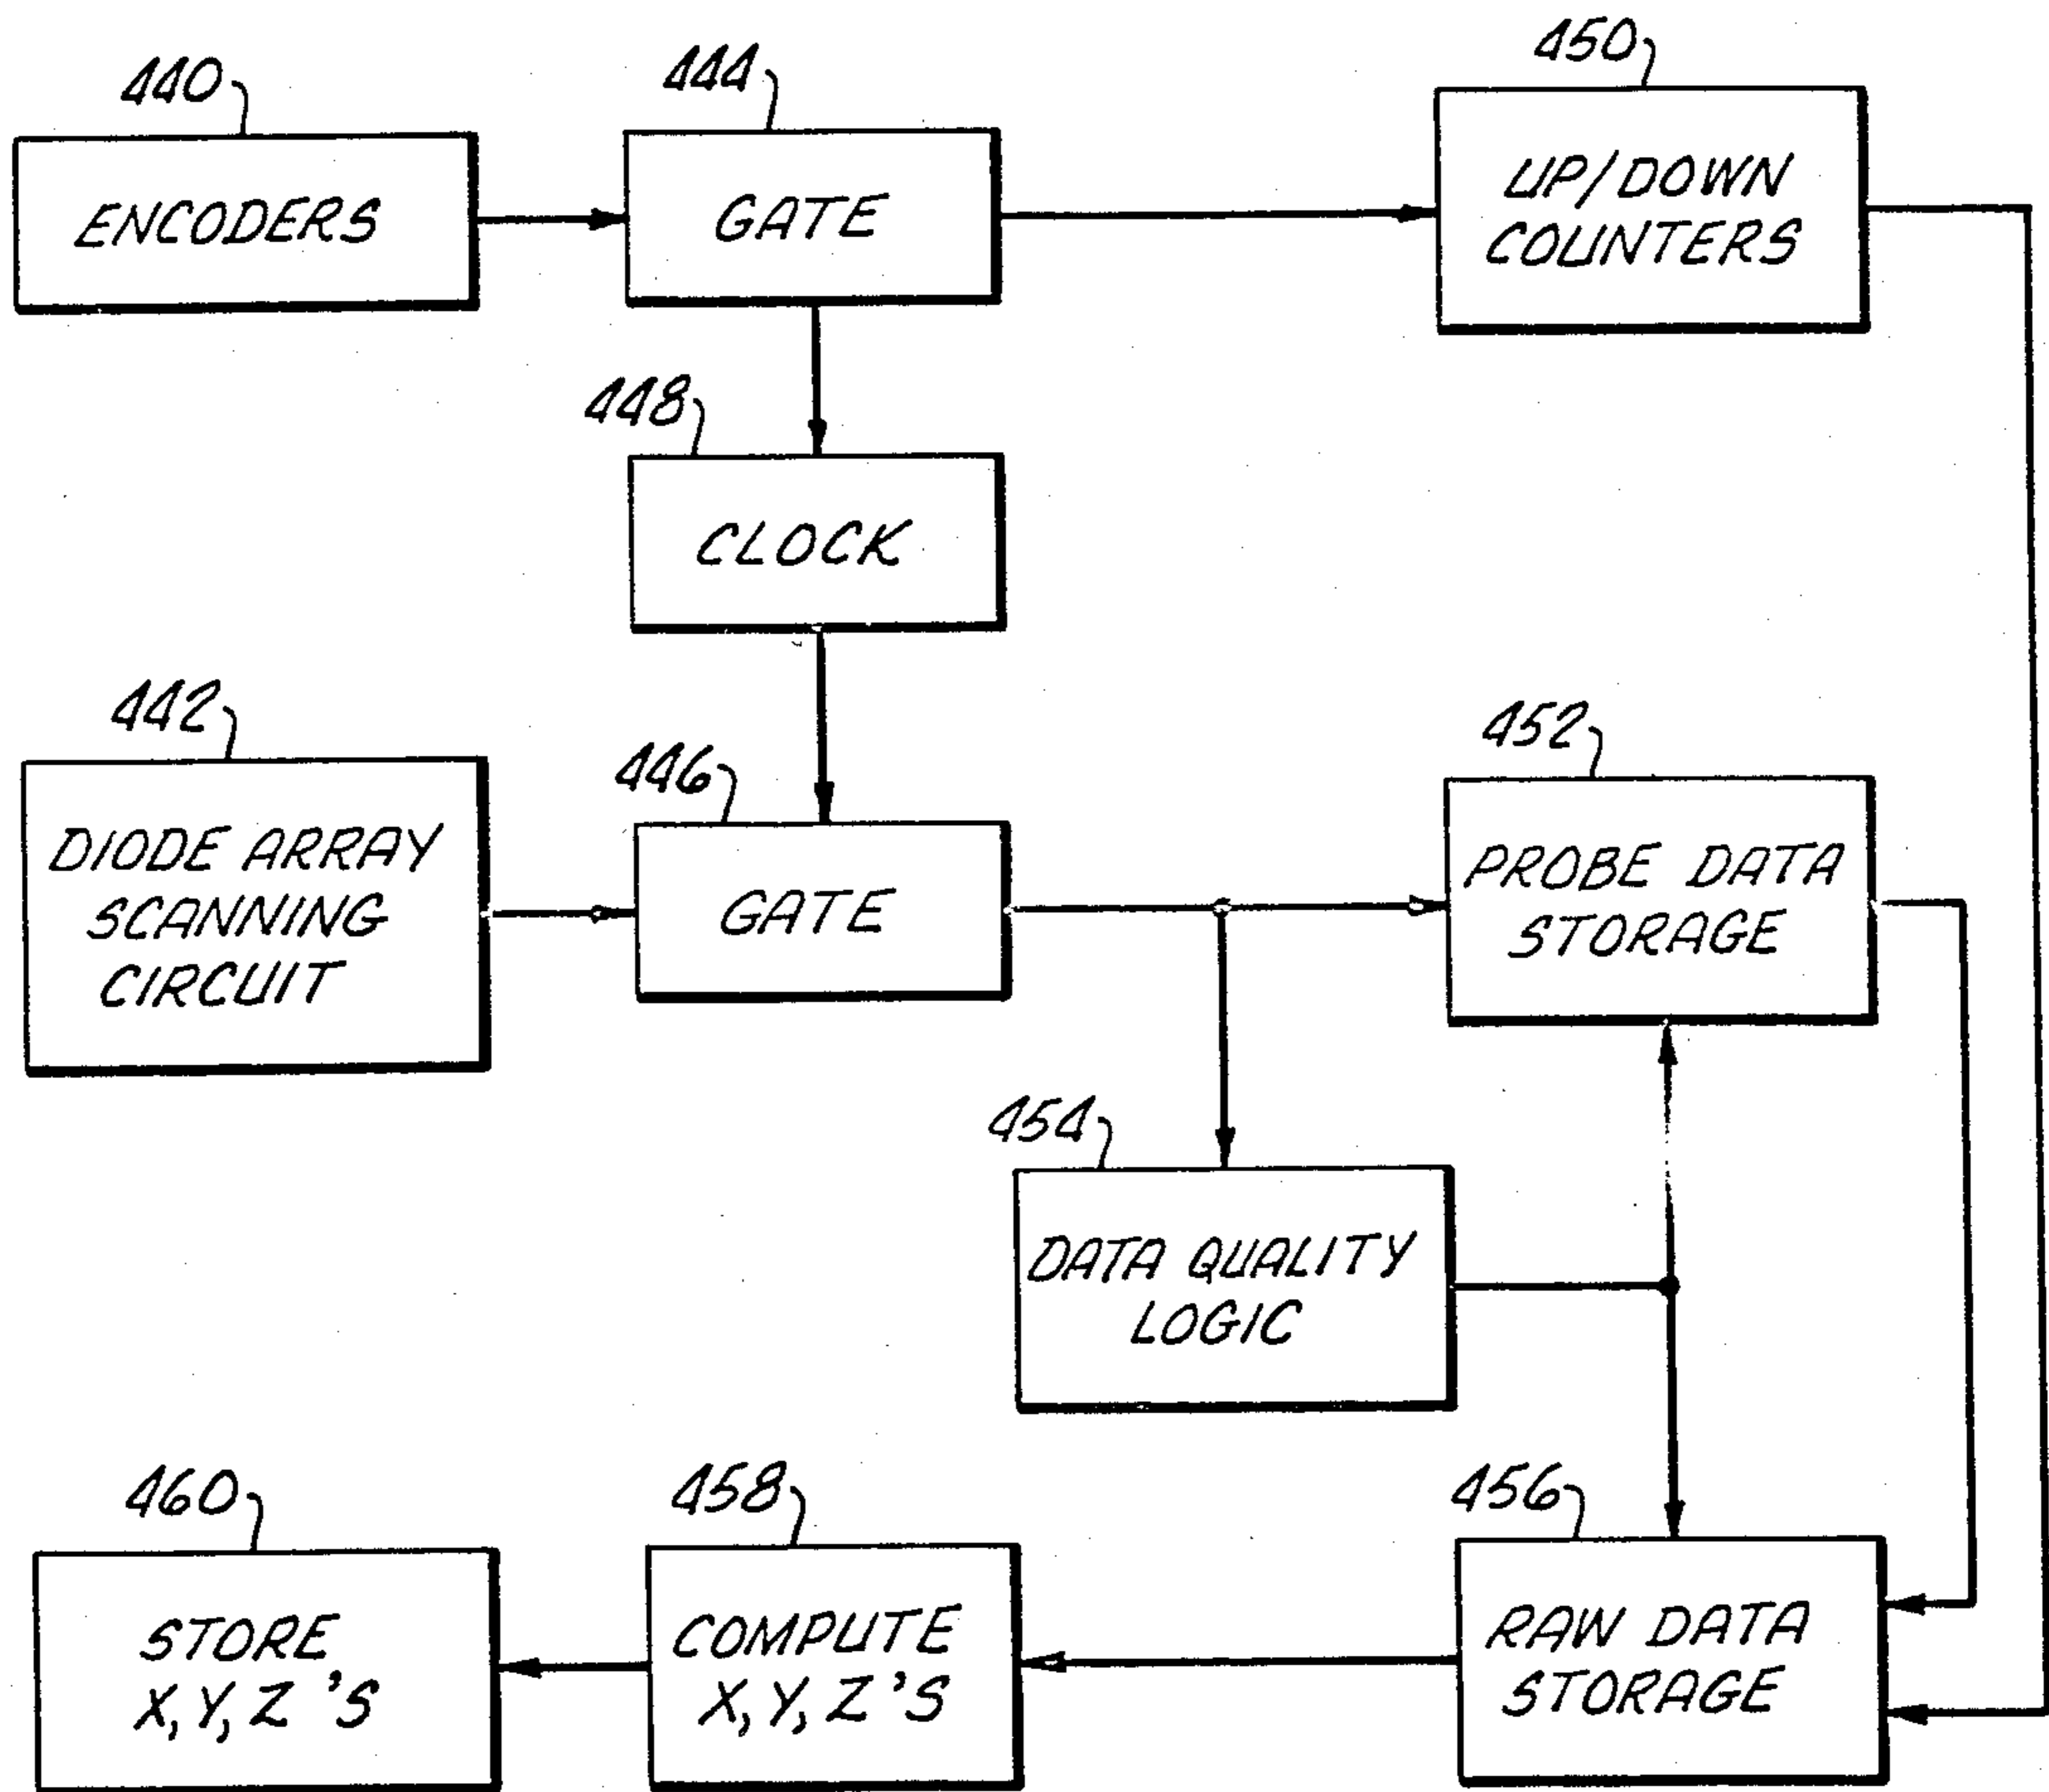 440
ENCODERS
444
GATE
450
UP/DOWN
COUNTERS
448
CLOCK
442
DIODE ARRAY
SCANNING
CIRCUIT
446
GATE
452
PROBE DATA
STORAGE
454
DATA QUALITY
LOGIC
460
STORE
X, Y, Z 'S
458
COMPUTE
X, Y, Z 'S
456
RAW DATA
STORAGE